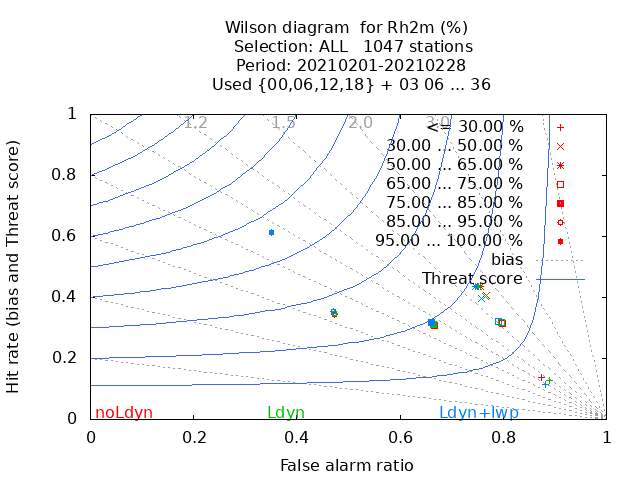 Wilson diagram  for Rh2m (%)
Selection: ALL   1047 stations
Period: 20210201-20210228
Used {00,06,12,18} + 03 06 ... 36
Hit rate (bias and Threat score)
1
0.8
0.6
0.4
0.2
0
1.2
1.5
2.0
3.0
<= 30.00 %
30.00 ... 50.00 %
50.00 ... 65.00 %
65.00 ... 75.00 %
75.00 ... 85.00 %
85.00 ... 95.00 %
95.00 ... 100.00 %
bias
Threat score
noLdyn
Ldyn
Ldyn+lwp
0
0.2
0.4
0.6
0.8
1
False alarm ratio